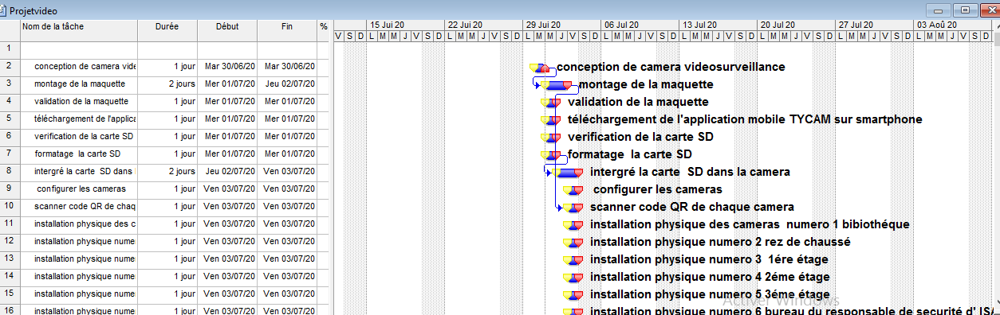 Projetvideo
Nom de la tâche Durée Début Fin %
15 Jui 20 22 Jui 20 29 Jui 20 06 Jui 20 13 Jui 20 20 Jui 20 27 Jui 20 03 Aoû 20
V S D L M M J V S D L M M J V S D L M M J V S D L M M J V S D L M M J V S D L M M J V S D L M M J V S D L M M J V S D
1
2 conception de camera vide 1 jour Mar 30/06/20 Mar 30/06/20 conception de camera videosurveillance
3 montage de la maquette 2 jours Mer 01/07/20 Jeu 02/07/20 montage de la maquette
4 validation de la maquette 1 jour Mer 01/07/20 Mer 01/07/20 validation de la maquette
5 téléchargement de l'applica 1 jour Mer 01/07/20 Mer 01/07/20 téléchargement de l'application mobile TYCAM sur smartphone
6 verification de la carte SD 1 jour Mer 01/07/20 Mer 01/07/20 verification de la carte SD
7 formatage la carte SD 1 jour Mer 01/07/20 Mer 01/07/20 formatage la carte SD
8 intergré la carte SD dans 2 jours Jeu 02/07/20 Ven 03/07/20 intergré la carte SD dans la camera
9 configurer les cameras 1 jour Ven 03/07/20 Ven 03/07/20 configurer les cameras
10 scanner code QR de chaq 1 jour Ven 03/07/20 Ven 03/07/20 scanner code QR de chaque camera
11 installation physique des c 1 jour Ven 03/07/20 Ven 03/07/20 installation physique des cameras numero 1 bibiothéque
12 installation physique nume 1 jour Ven 03/07/20 Ven 03/07/20 installation physique numero 2 rez de chaussé
13 installation physique nume 1 jour Ven 03/07/20 Ven 03/07/20 installation physique numero 3 1ére étage
14 installation physique nume 1 jour Ven 03/07/20 Ven 03/07/20 installation physique numero 4 2éme étage
15 installation physique nume 1 jour Ven 03/07/20 Ven 03/07/20 installation physique numero 5 3éme étage
Activer Windows
16 installation physique nume 1 jour Ven 03/07/20 Ven 03/07/20 installation physique numero 6 bureau du responsable de securité d' ISA